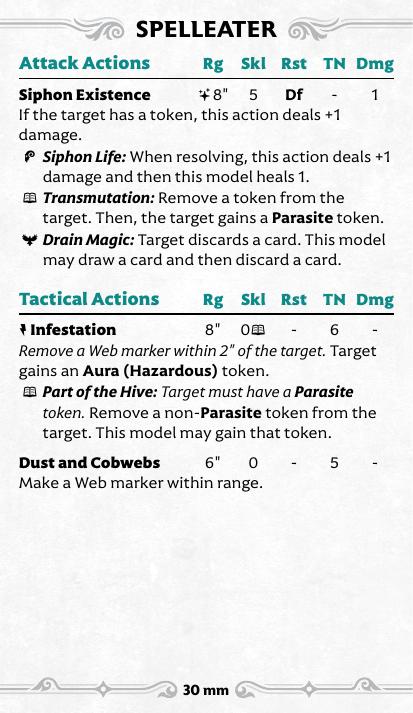 SPELLEATER
Attack Actions Rg Skl Rst TN Dmg
Siphon Existence 8" 5 Df - 1
If the target has a token, this action deals +1
damage.
Siphon Life: When resolving, this action deals +1
damage and then this model heals 1.
Transmutation: Remove a token from the
target. Then, the target gains a Parasite token.
Drain Magic: Target discards a card. This model
may draw a card and then discard a card.
Tactical Actions Rg Skl Rst TN Dmg
Infestation 8" 0 - 6 -
Remove a Web marker within 2" of the target. Target
gains an Aura (Hazardous) token.
Part of the Hive: Target must have a Parasite
token. Remove a non-Parasite token from the
target. This model may gain that token.
Dust and Cobwebs 6" 0 - 5 -
Make a Web marker within range.
30 mm